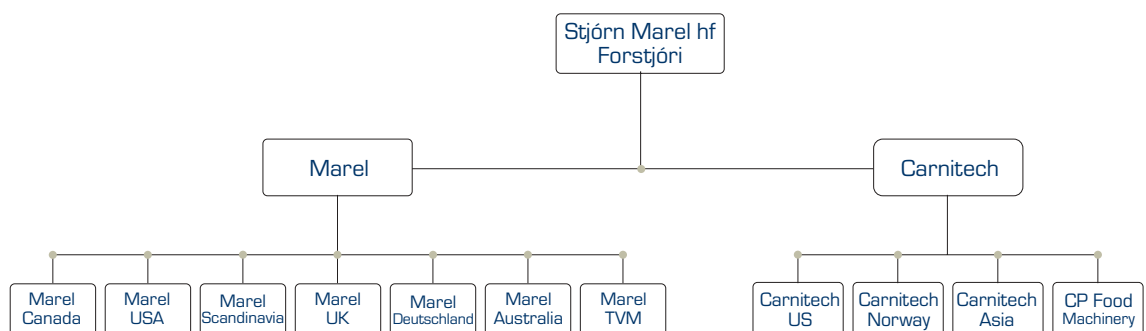 Stjórn Marel hf
Forstjóri
Marel
Carnitech
Marel
Canada
Marel
USA
Marel
Scandinavia
Marel
UK
Marel
Deutschland
Marel
Australia
Marel
TVM
Carnitech
US
Carnitech
Norway
Carnitech
Asia
CP Food
Machinery